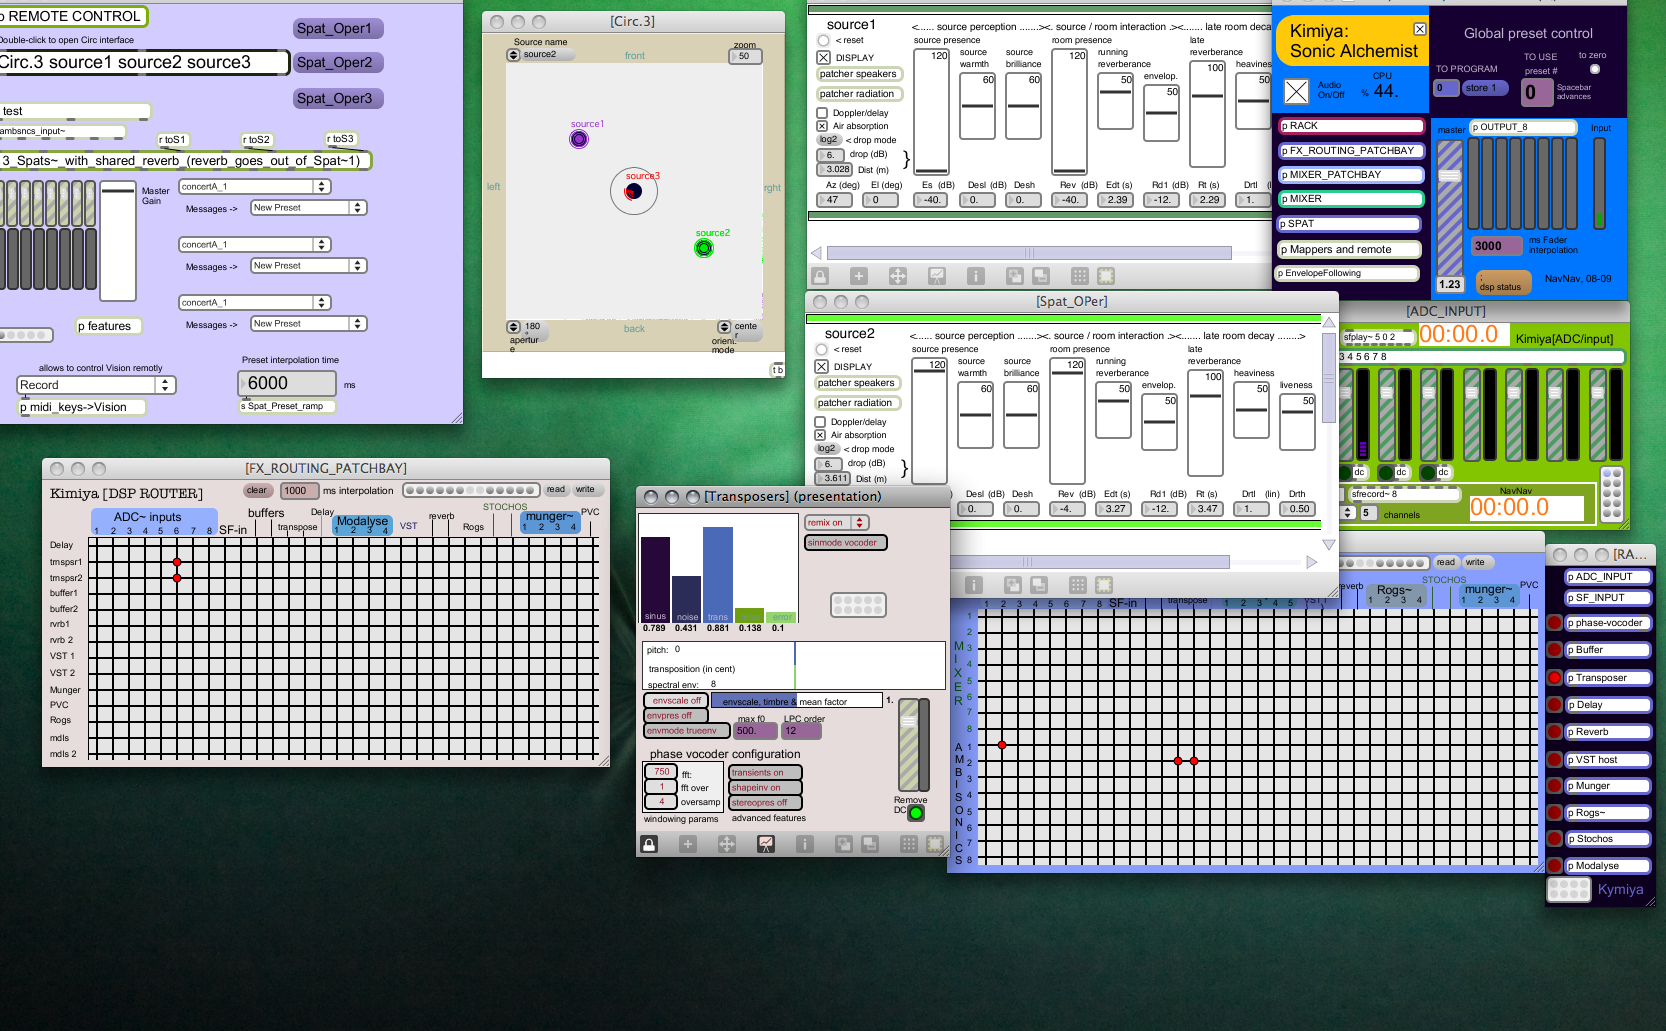 p REMOTE CONTROL
Double-click to open Circ interface
Circ.3 source1 source2 source3
Spat_Oper1
Spat_Oper2
Spat_Oper3
test
ambsncs_input~
r toS1
r toS2
r toS3
3_Spats~_with_shared_reverb_(reverb_goes_out_of_Spat~1)
Master
Gain
concertA_1
Messages ->
New Preset
concertA_1
Messages ->
New Preset
concertA_1
Messages ->
New Preset
p features
allows to control Vision remotly
Record
p midi_keys->Vision
Preset interpolation time
6000
ms
s Spat_Preset_ramp
[Circ.3]
Source name
source2
front
zoom
50
source1
left
source3
rght
source2
180
°
apertur
e
back
cente
r
orient.
mode
t b
source1
<..... source perception .......><. source / room interaction ><....... late room deca
< reset
source presence
room presence
late
DISPLAY
patcher speakers
patcher radiation
Doppler/delay
Air absorption
log2
< drop mode
6.
drop (dB)
3.028
Dist (m)
120
source
warmth
60
source
brilliance
60
120
running
reverberance
50
envelop.
50
reverberance
100
heavines
50
Az (deg)
El (deg)
Es (dB)
Desl (dB)
Desh
Rev (dB)
Edt (s)
Rd1 (dB)
Rt (s)
Drtl
47
0
-40.
0.
0.
-40.
2.39
-12.
2.29
1.
[Spat_OPer]
source2
<..... source perception .......><. source / room interaction ><....... late room decay ........>
< reset
source presence
room presence
late
DISPLAY
patcher speakers
patcher radiation
Doppler/delay
Air absorption
log2
< drop mode
6.
drop (dB)
3.611
Dist (m)
120
source
warmth
60
source
brilliance
60
120
running
reverberance
50
envelop.
50
reverberance
100
heaviness
50
liveness
50
Desl (dB)
Desh
Rev (dB)
Edt (s)
Rd1 (dB)
Rt (s)
Drtl (lin)
Drth
0.
0.
-4.
3.27
-12.
3.47
1.
0.50
Kimiya:
Sonic Alchemist
Audio
On/Off
CPU
% 44.
Global preset control
TO PROGRAM
0
store 1
TO USE
preset #
0
to zero
Spacebar
advances
p RACK
p FX_ROUTING_PATCHBAY
p MIXER_PATCHBAY
p MIXER
p SPAT
p Mappers and remote
p EnvelopeFollowing
master
p OUTPUT_8
Input
3000
ms Fader
interpolation
1.23
;
dsp status
NavNav, 08-09
[ADC_INPUT]
sfplay~ 5 0 2
00:00.0
Kimiya[ADC/input]
3 4 5 6 7 8
dc
dc
dc
sfrecord~ 8
NavNav
5
channels
00:00.0
[FX_ROUTING_PATCHBAY]
Kimiya [DSP ROUTER]
clear
1000
ms interpolation
read
write
ADC~ inputs
1 2 3 4 5 6 7 8
SF-in
buffers
transpose
Delay
Modalyse
1 2 3 4
VST
reverb
Rogs
STOCHOS
munger~
1 2 3 4
PVC
Delay
trnspsr1
trnspsr2
buffer1
buffer2
rvrb1
rvrb 2
VST 1
VST 2
Munger
PVC
Rogs
mdls
mdls 2
[Transposers] (presentation)
remix on
sinmode vocoder
sinus
noise
trans
error
0.789
0.431
0.881
0.138
0.1
pitch: 0
transposition (in cent)
spectral env: 8
envscale off
envscale, timbre & mean factor
1.
envpres off
envmode trueenv
max f0
500.
LPC order
12
phase vocoder configuration
750
fft:
1
fft over
4
oversamp
windowing params
transients on
shapeinv on
stereopres off
advanced features
Remove
DC
read
write
STOCHOS
everb
Rogs~
1 2 3 4
munger~
1 2 3 4
PVC
1 2 3 4 5 6 7 8
SF-in
transpose
MIXER
1
2
3
4
5
6
7
8
AMBISONICS
1
2
3
4
5
6
7
8
[RA...
p ADC_INPUT
p SF_INPUT
p phase-vocoder
p Buffer
p Transposer
p Delay
p Reverb
p VST host
p Munger
p Rogs~
p Stochos
p Modalyse
Kymiya